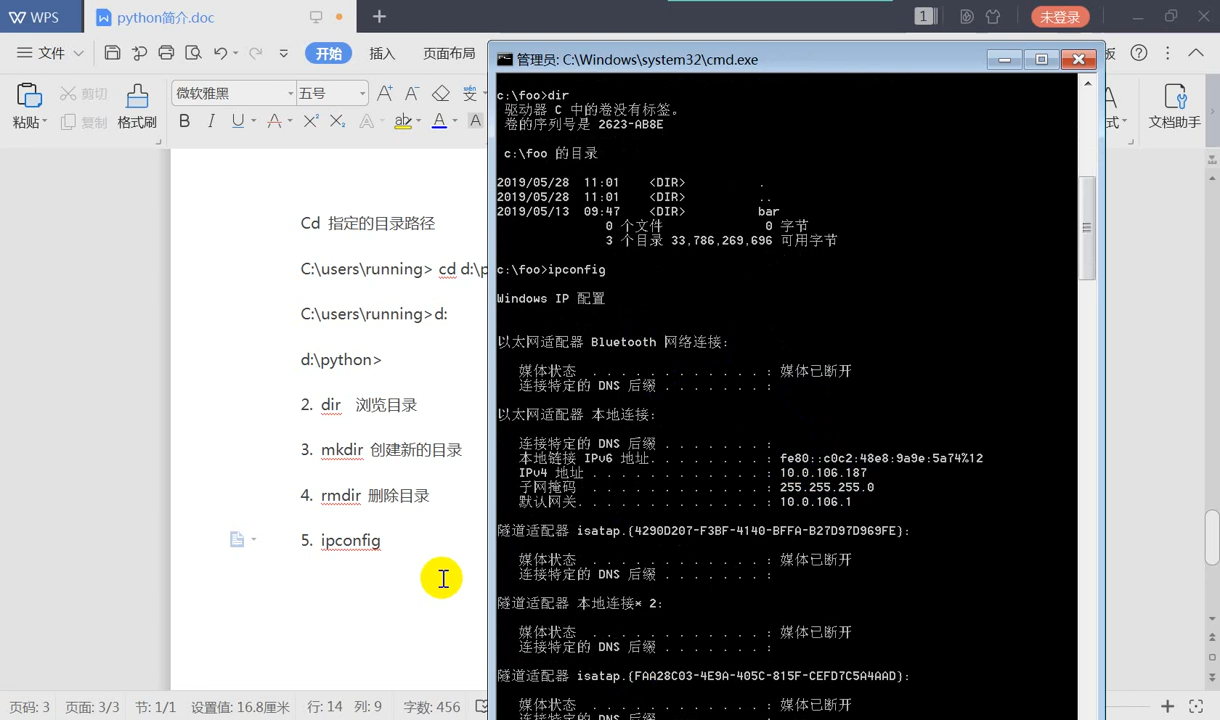 WPS
python简介.doc
1
未登录
文件
开始
插入
页面布局
粘贴
剪切
复制
格式刷
微软雅黑
五号
文档助手
管理员: C:\Windows\system32\cmd.exe
Cd 指定的目录路径
C:\users\running> cd d:\p
C:\users\running>d:
d:\python>
2. dir 浏览目录
3. mkdir 创建新的目录
4. rmdir 删除目录
5. ipconfig
c:\foo>dir
驱动器 C 中的卷没有标签。
卷的序列号是 2623-AB8E
c:\foo 的目录
2019/05/28 11:01 <DIR> .
2019/05/28 11:01 <DIR> ..
2019/05/13 09:47 <DIR> bar
0 个文件 0 字节
3 个目录 33,786,269,696 可用字节
c:\foo>ipconfig
Windows IP 配置
以太网适配器 Bluetooth 网络连接:
媒体状态 . . . . . . . . . . . . : 媒体已断开
连接特定的 DNS 后缀 . . . . . . . :
以太网适配器 本地连接:
连接特定的 DNS 后缀 . . . . . . . :
本地链接 IPv6 地址. . . . . . . . : fe80::c0c2:48e8:9a9e:5a74%12
IPv4 地址 . . . . . . . . . . . . : 10.0.106.187
子网掩码 . . . . . . . . . . . . : 255.255.255.0
默认网关. . . . . . . . . . . . . : 10.0.106.1
隧道适配器 isatap.{4290D207-F3BF-4140-BFFA-B27D97D969FE}:
媒体状态 . . . . . . . . . . . . : 媒体已断开
连接特定的 DNS 后缀 . . . . . . . :
隧道适配器 本地连接* 2:
媒体状态 . . . . . . . . . . . . : 媒体已断开
连接特定的 DNS 后缀 . . . . . . . :
隧道适配器 isatap.{FAA28C03-4E9A-405C-815F-CEFD7C5A4AAD}:
媒体状态 . . . . . . . . . . . . : 媒体已断开
连接特定的 DNS 后缀 . . . . . . . :
页码: 3 页面: 3/3 节: 1/1 设置值: 16.8厘米 行: 14 列: 9 字数: 456